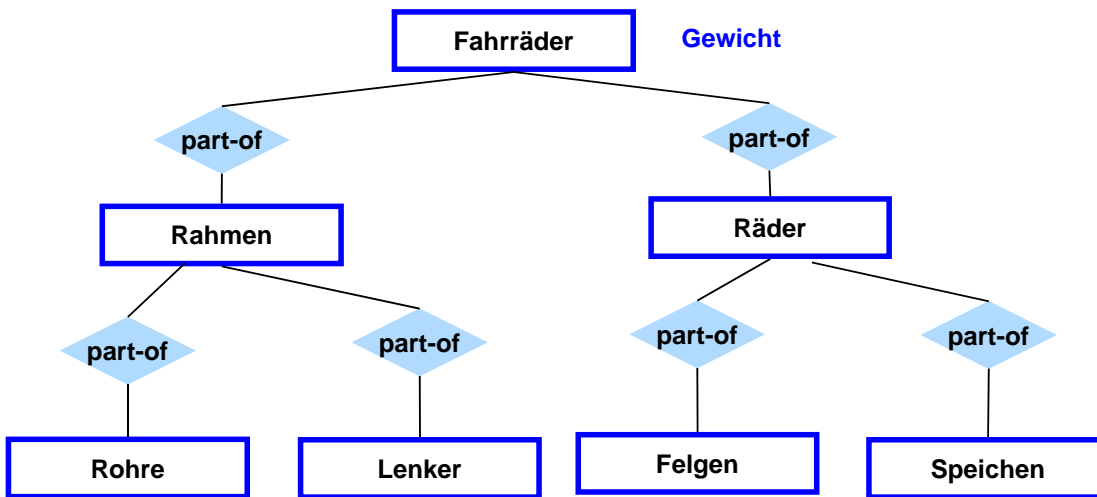 Fahrräder
Gewicht
part-of
part-of
Rahmen
Räder
part-of
part-of
part-of
part-of
Rohre
Lenker
Felgen
Speichen